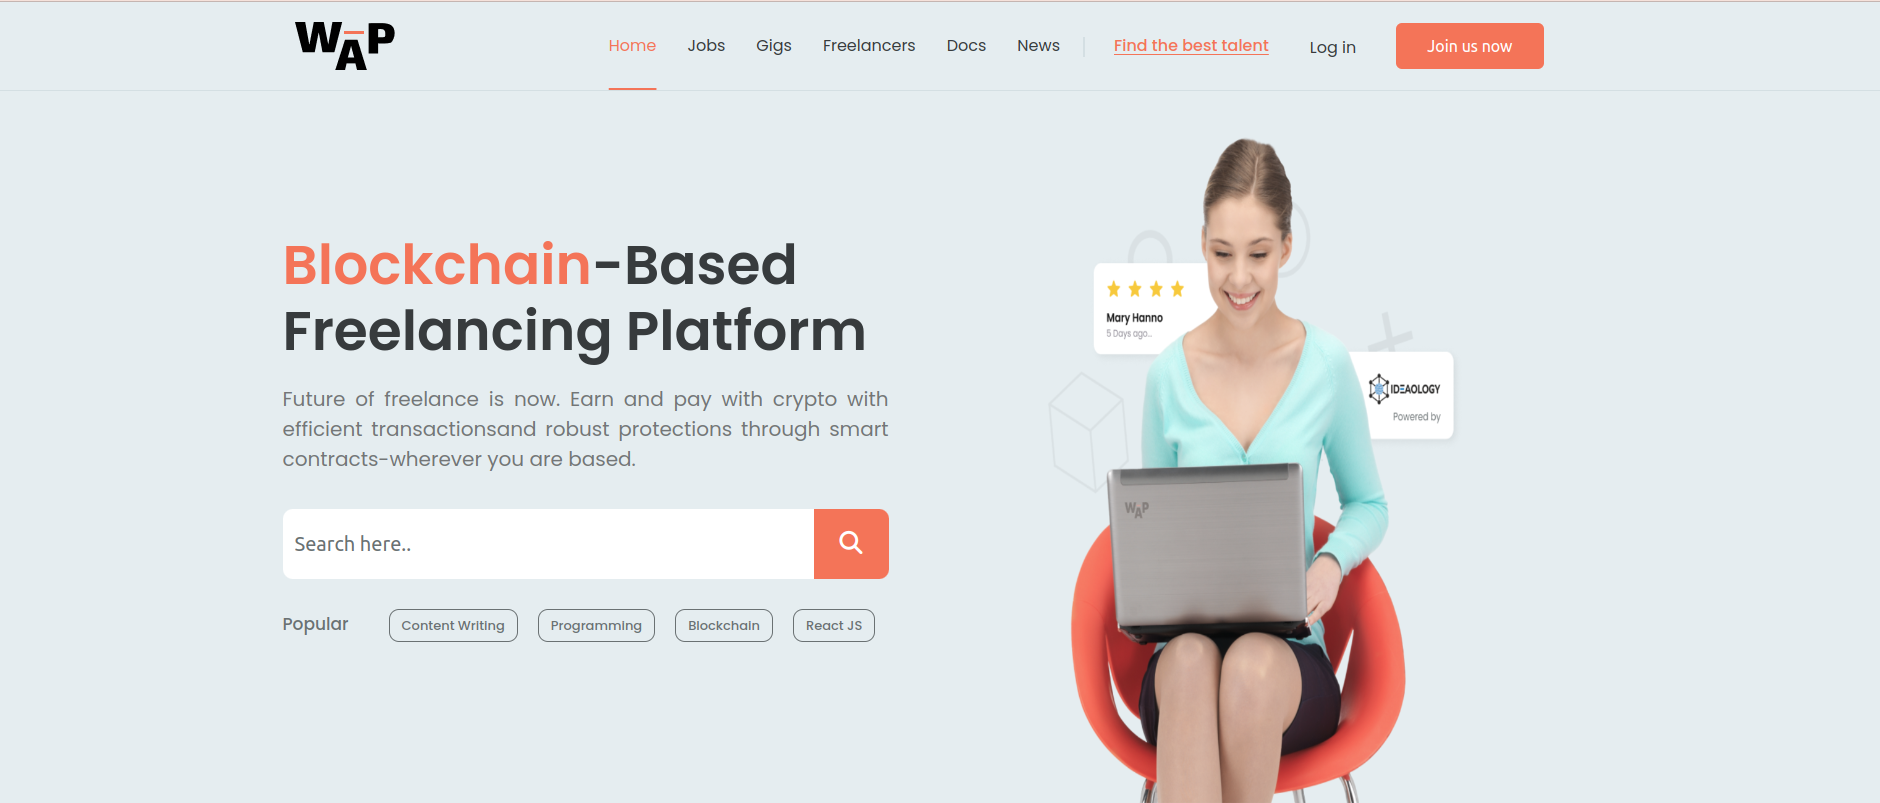 WAP
Home Jobs Gigs Freelancers Docs News Find the best talent Log in Join us now
Blockchain-Based
Freelancing Platform
Future of freelance is now. Earn and pay with crypto with
efficient transactionsand robust protections through smart
contracts-wherever you are based.
Search here..
Popular Content Writing Programming Blockchain React JS
Mary Hanno
5 Days ago...
IDEAOLOGY
Powered by
WAP